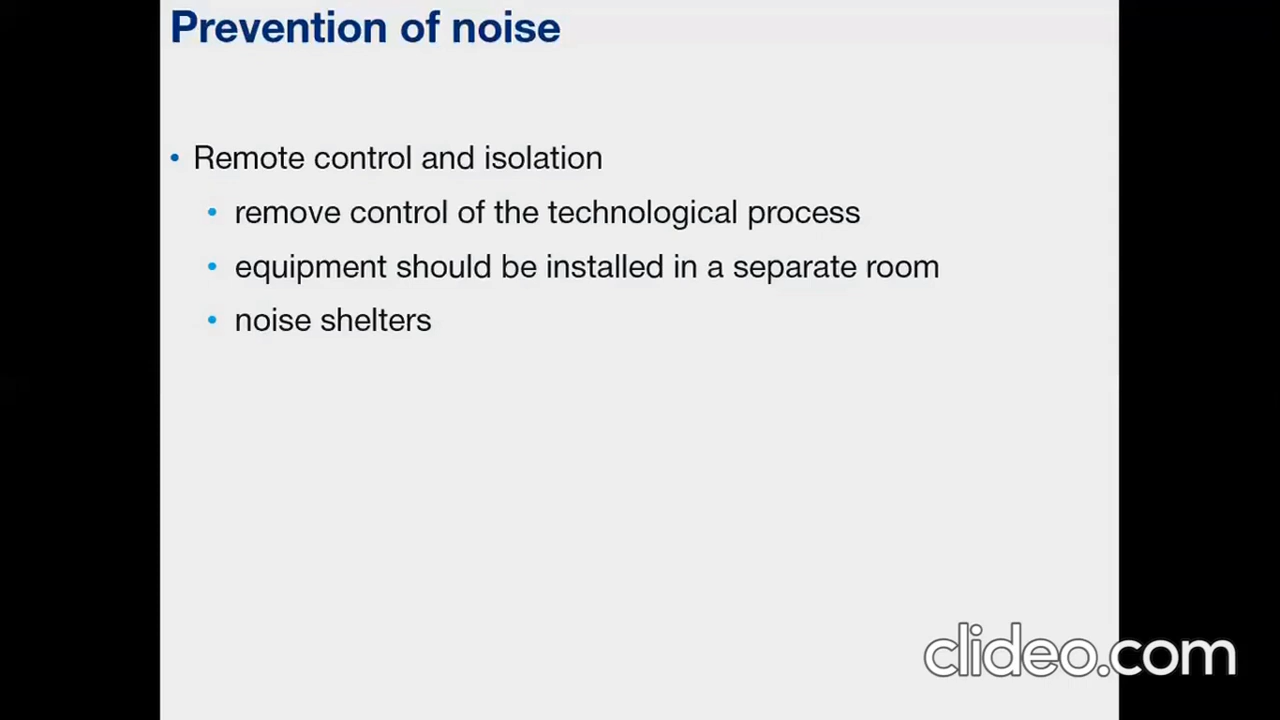 Prevention of noise
• Remote control and isolation
• remove control of the technological process
• equipment should be installed in a separate room
• noise shelters
clideo.com